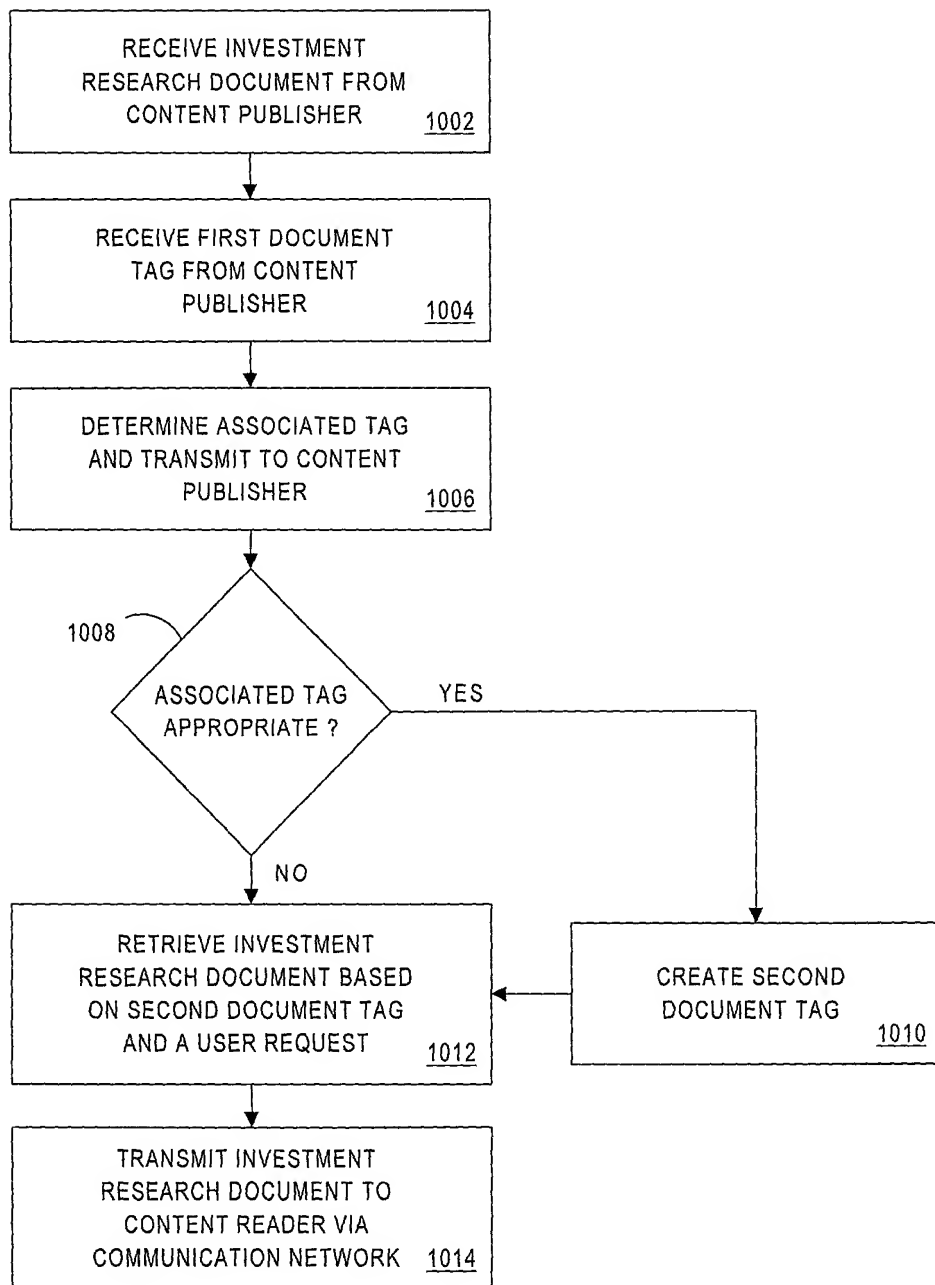 RECEIVE INVESTMENT
RESEARCH DOCUMENT FROM
CONTENT PUBLISHER
1002
RECEIVE FIRST DOCUMENT
TAG FROM CONTENT
PUBLISHER
1004
DETERMINE ASSOCIATED TAG
AND TRANSMIT TO CONTENT
PUBLISHER
1006
1008
ASSOCIATED TAG
APPROPRIATE ?
YES
NO
RETRIEVE INVESTMENT
RESEARCH DOCUMENT BASED
ON SECOND DOCUMENT TAG
AND A USER REQUEST
1012
CREATE SECOND
DOCUMENT TAG
1010
TRANSMIT INVESTMENT
RESEARCH DOCUMENT TO
CONTENT READER VIA
COMMUNICATION NETWORK
1014